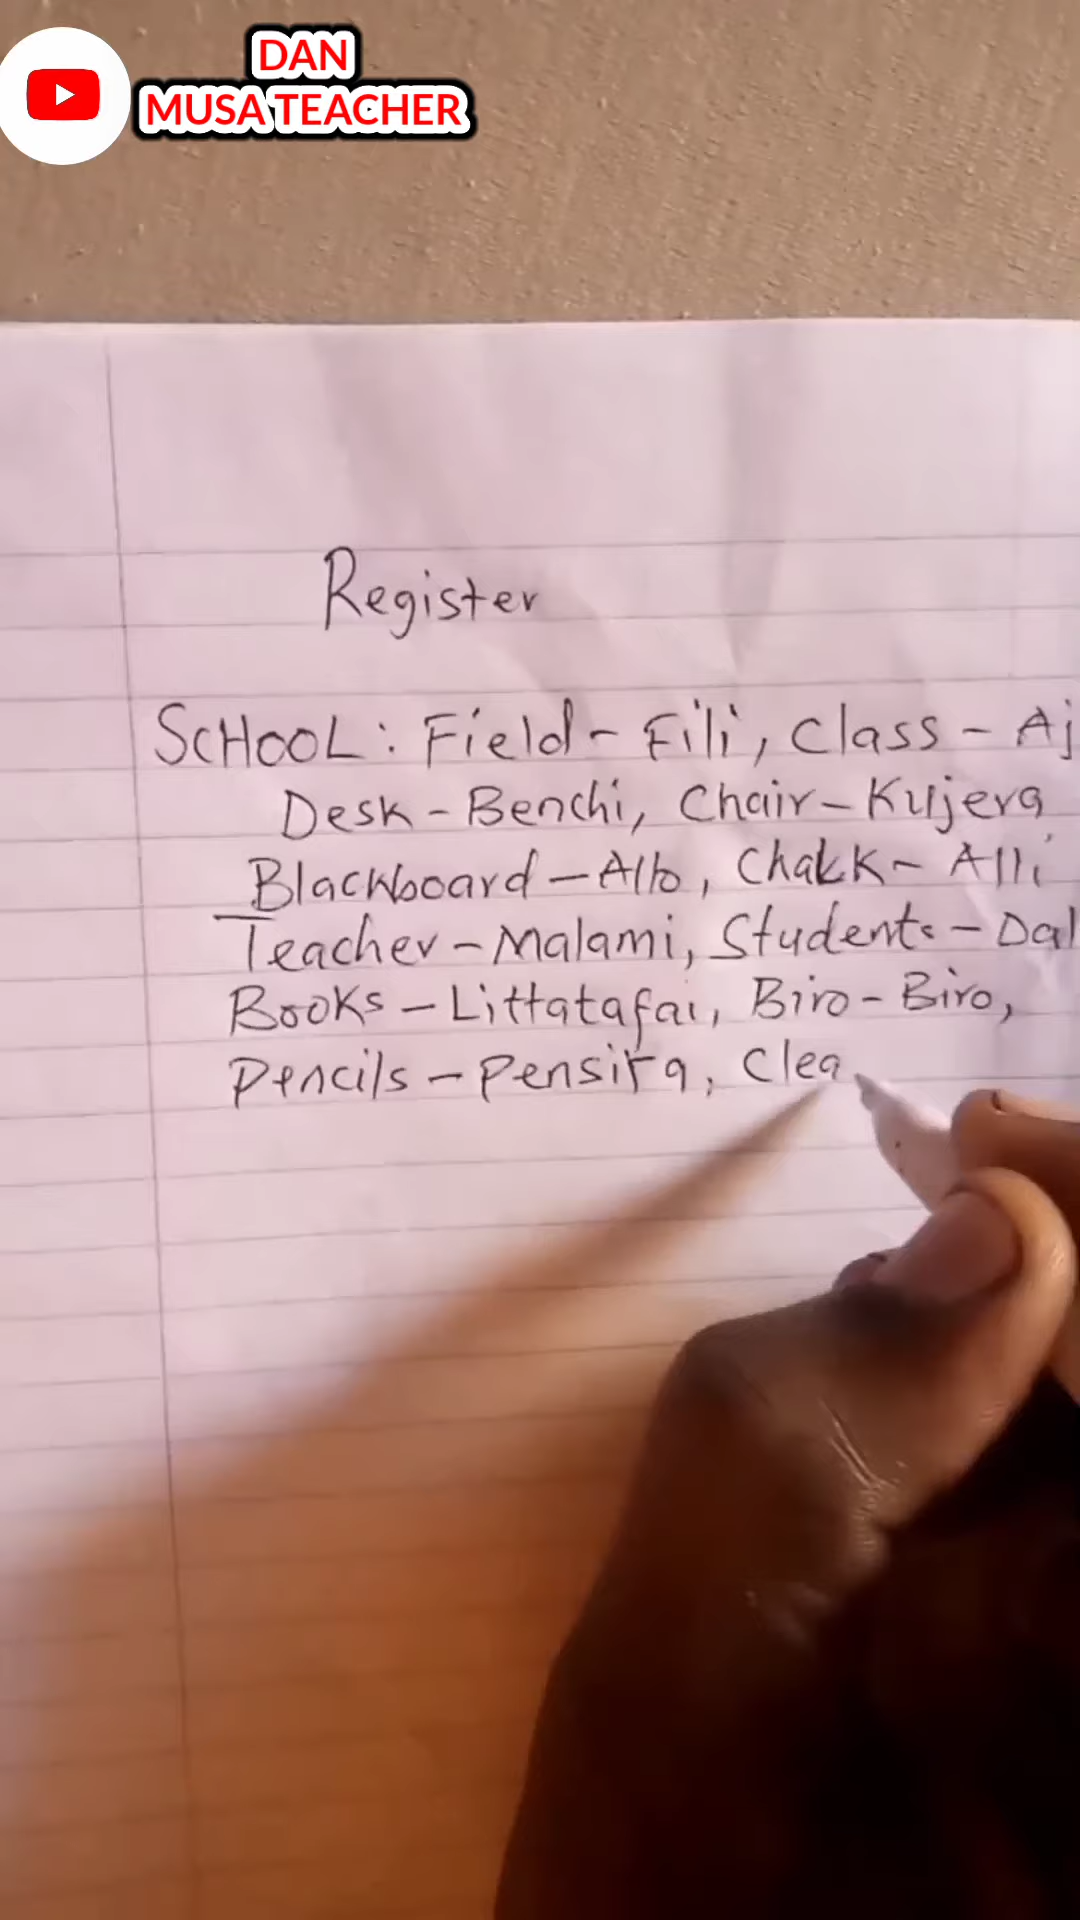 DAN
MUSA TEACHER
Register
SCHOOL: Field - Fili, Class - Aj
Desk - Benchi, Chair - Kujera
Blackboard - Allo, Chalk - Alli
Teacher - Malami, Students - Dal
Books - Littatafai, Biro - Biro,
Pencils - Pensira, Clea